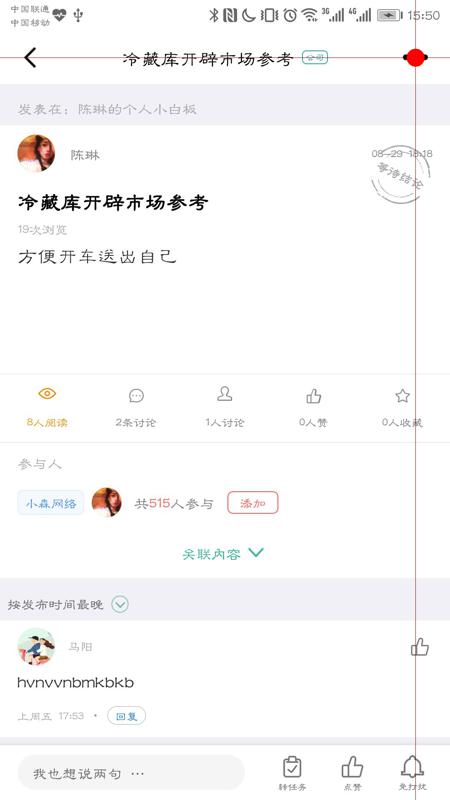 中国联通
中国移动
3G 4G 15:50
冷藏库开辟市场参考 公司
发表在：陈琳的个人小白板
陈琳
08-29 18:18
等待结论
冷藏库开辟市场参考
19次浏览
方便开车送出自己
8人阅读 2条讨论 1人讨论 0人赞 0人收藏
参与人
小森网络 共515人参与 添加
关联内容
按发布时间最晚
马阳
hvnvvnbmkbkb
上周五 17:53 • 回复
我也想说两句 ...
转任务 点赞 免打扰